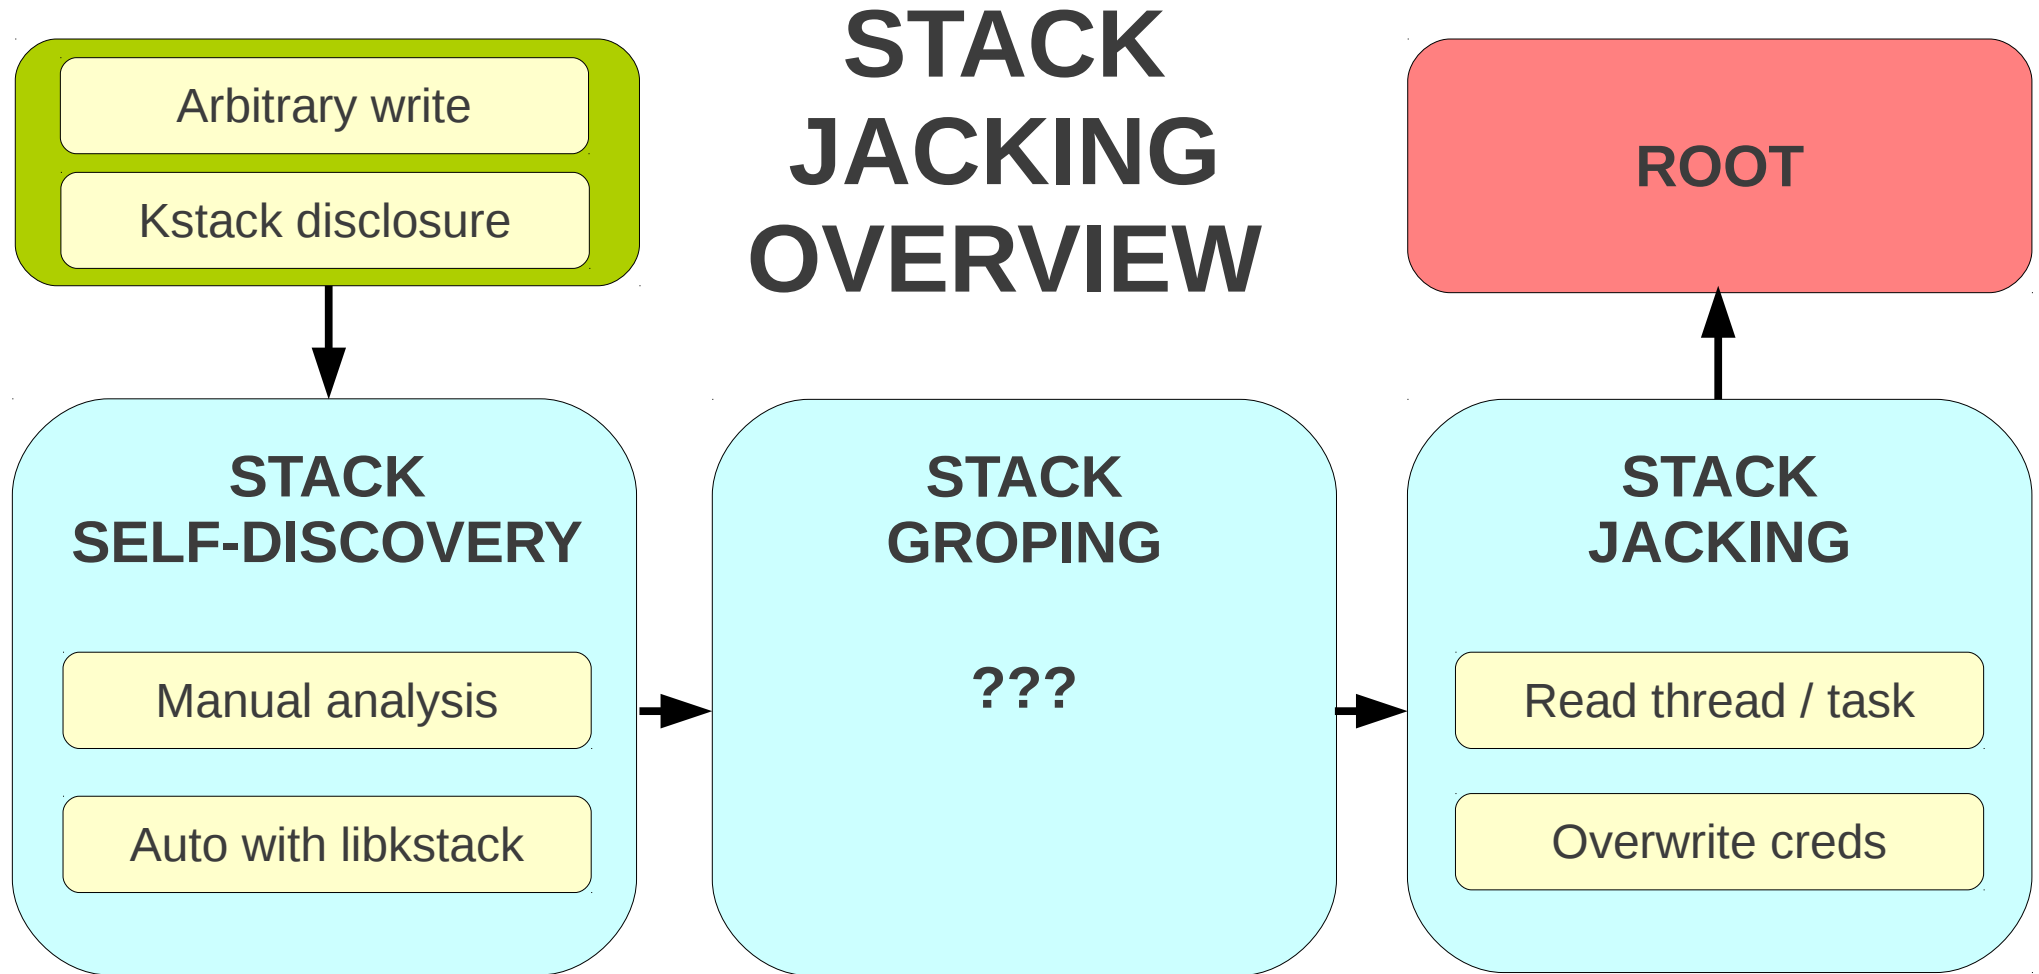 STACK
JACKING
OVERVIEW
Arbitrary write
Kstack disclosure
STACK
SELF-DISCOVERY
Manual analysis
Auto with libkstack
STACK
GROPING
???
STACK
JACKING
Read thread / task
Overwrite creds
ROOT